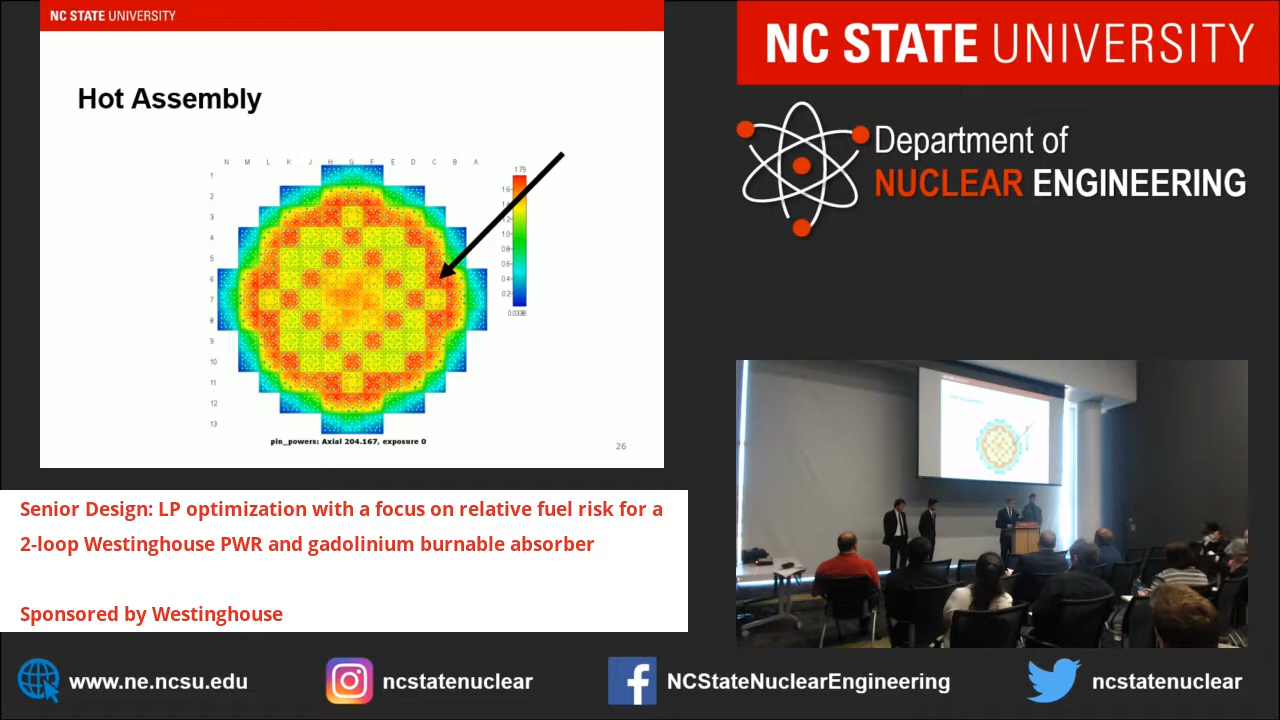 NC STATE UNIVERSITY
Hot Assembly
N M L K J H G F E D C B A
1
2
3
4
5
6
7
8
9
10
11
12
13
1.79
1.6
1.2
1.0
0.8
0.6
0.4
0.2
0.0338
pin_powers: Axial 204.167, exposure 0
26
NC STATE UNIVERSITY
Department of
NUCLEAR ENGINEERING
Hot Assembly
Senior Design: LP optimization with a focus on relative fuel risk for a
2-loop Westinghouse PWR and gadolinium burnable absorber
Sponsored by Westinghouse
www.ne.ncsu.edu
ncstatenuclear
NCStateNuclearEngineering
ncstatenuclear